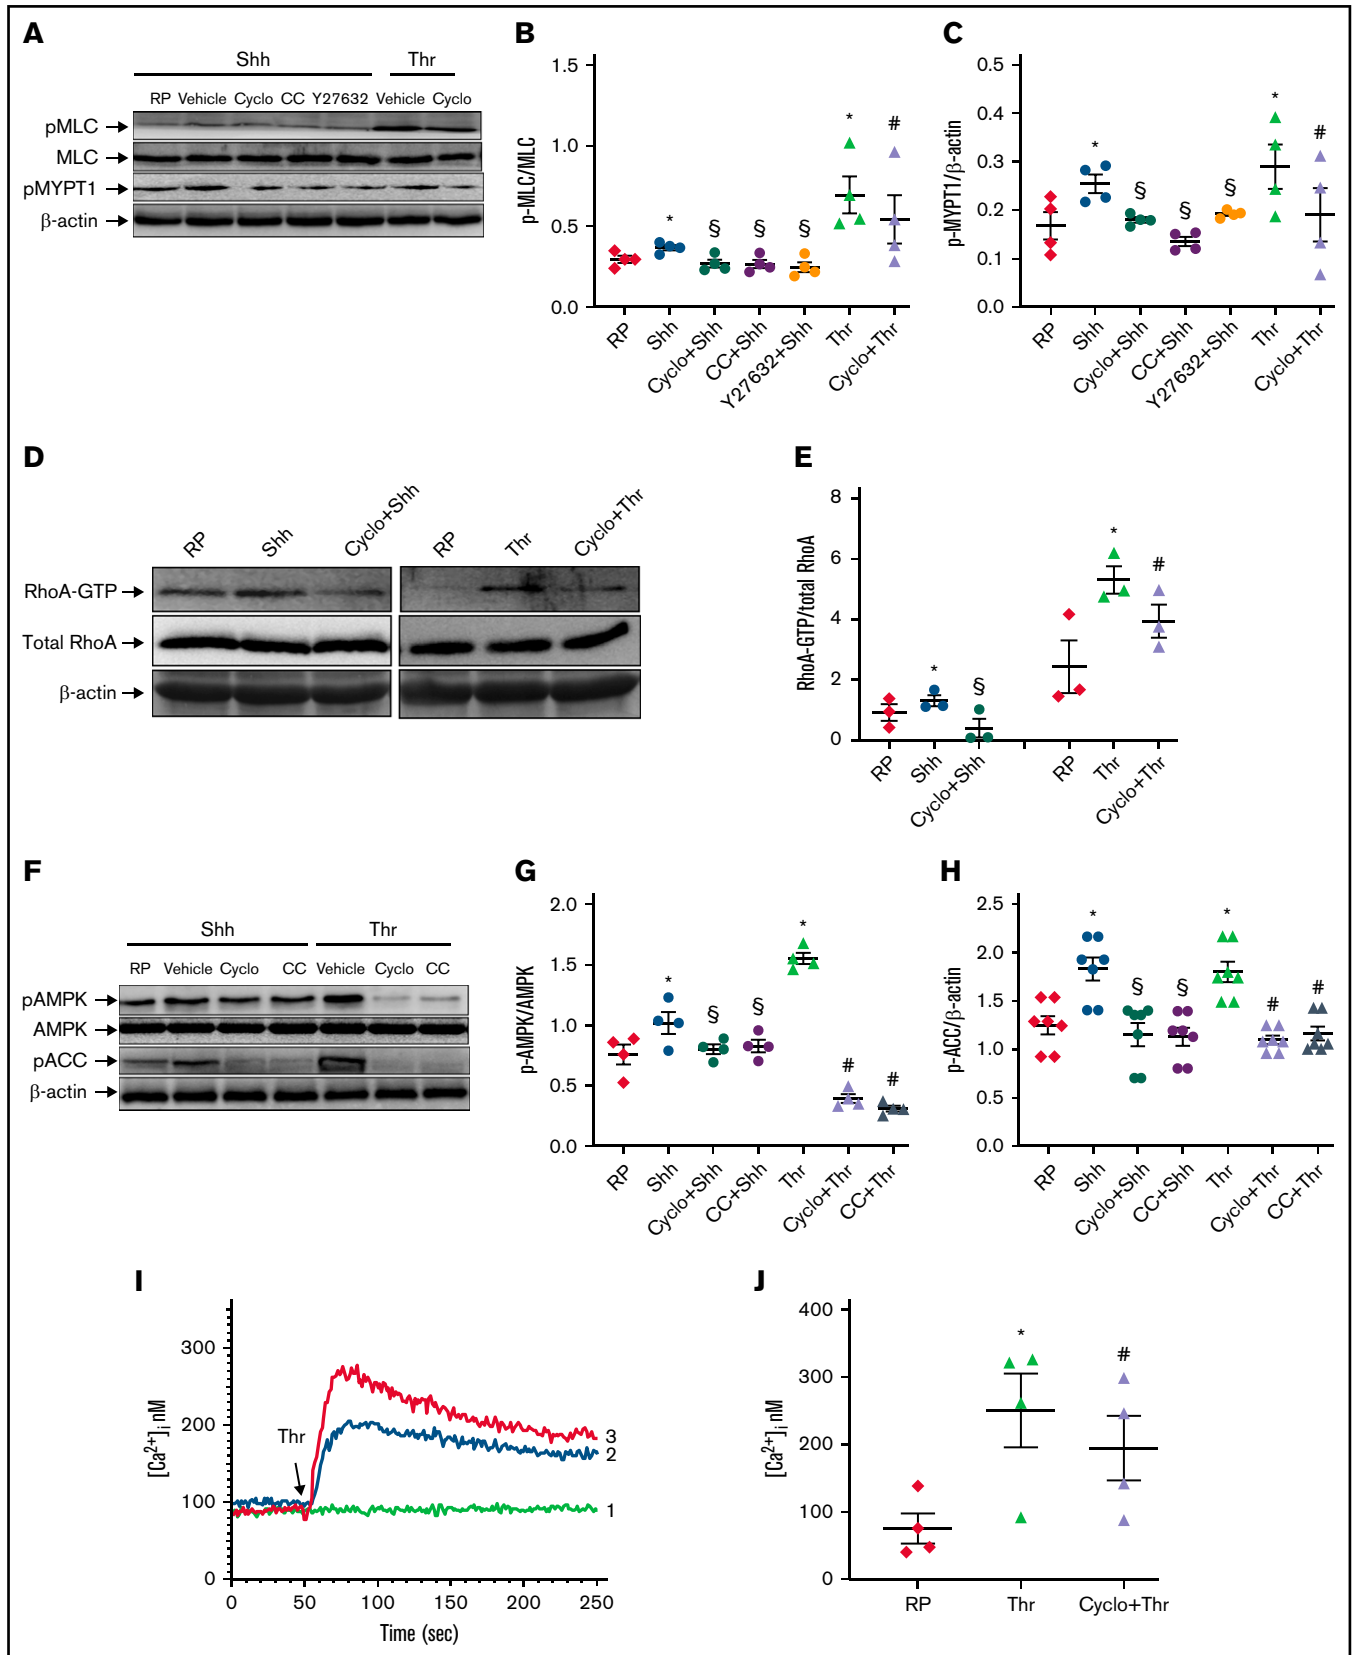 A
Shh Thr
RP Vehicle Cyclo CC Y27632 Vehicle Cyclo
pMLC
MLC
pMYPT1
β-actin
B
p-MLC/MLC
1.5
1.0
0.5
0.0
* § § § * #
RP Shh Cyclo+Shh CC+Shh Y27632+Shh Thr Cyclo+Thr
C
p-MYPT1/β-actin
0.5
0.4
0.3
0.2
0.1
0.0
* § § § * #
RP Shh Cyclo+Shh CC+Shh Y27632+Shh Thr Cyclo+Thr
D
RP Shh Cyclo+Shh RP Thr Cyclo+Thr
RhoA-GTP
Total RhoA
β-actin
E
RhoA-GTP/total RhoA
8
6
4
2
0
* § * #
RP Shh Cyclo+Shh RP Thr Cyclo+Thr
F
Shh Thr
RP Vehicle Cyclo CC Vehicle Cyclo CC
pAMPK
AMPK
pACC
β-actin
G
p-AMPK/AMPK
2.0
1.5
1.0
0.5
0.0
* § § * # #
RP Shh Cyclo+Shh CC+Shh Thr Cyclo+Thr CC+Thr
H
p-ACC/β-actin
2.5
2.0
1.5
1.0
0.5
0.0
* § § * # #
RP Shh Cyclo+Shh CC+Shh Thr Cyclo+Thr CC+Thr
I
[Ca²⁺]ᵢ nM
300
200
100
0
Thr
3
2
1
0 50 100 150 200 250
Time (sec)
J
[Ca²⁺]ᵢ nM
400
300
200
100
0
* #
RP Thr Cyclo+Thr